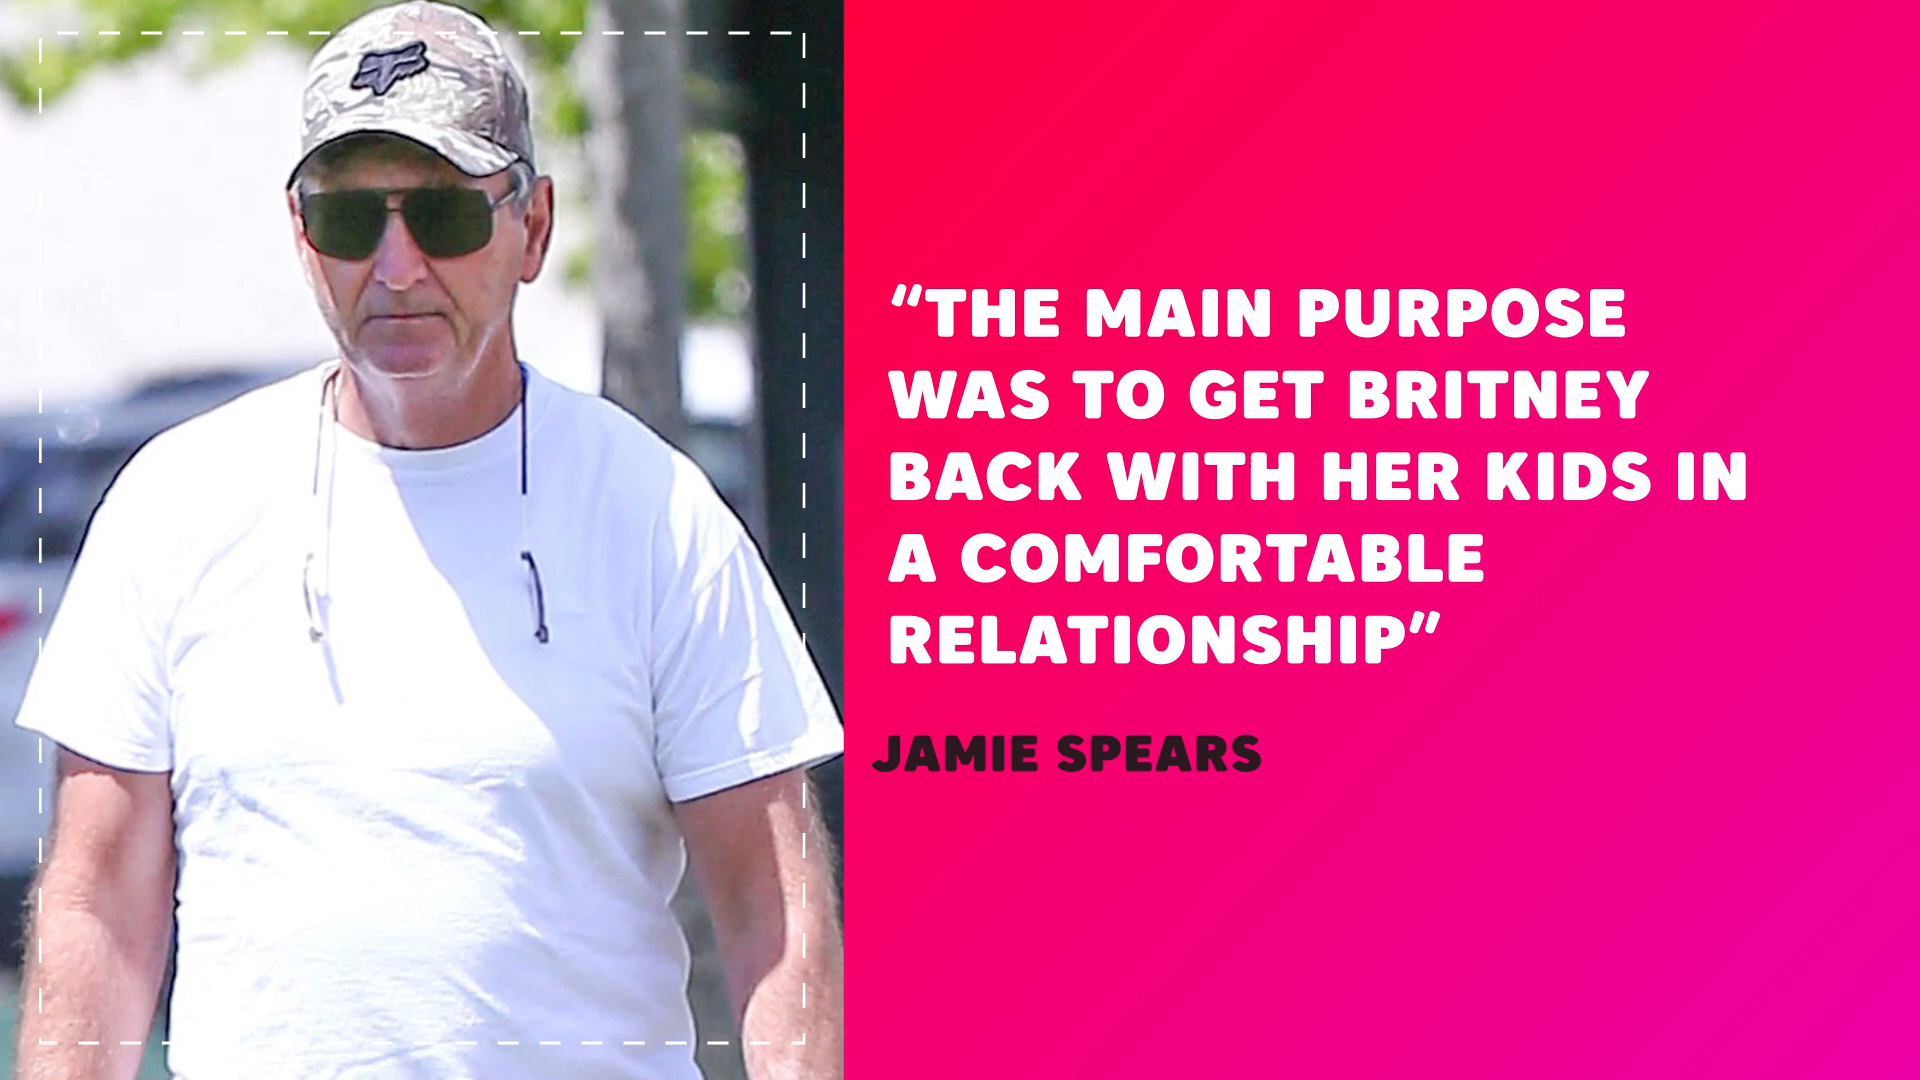 “THE MAIN PURPOSE
WAS TO GET BRITNEY
BACK WITH HER KIDS IN
A COMFORTABLE
RELATIONSHIP”
JAMIE SPEARS